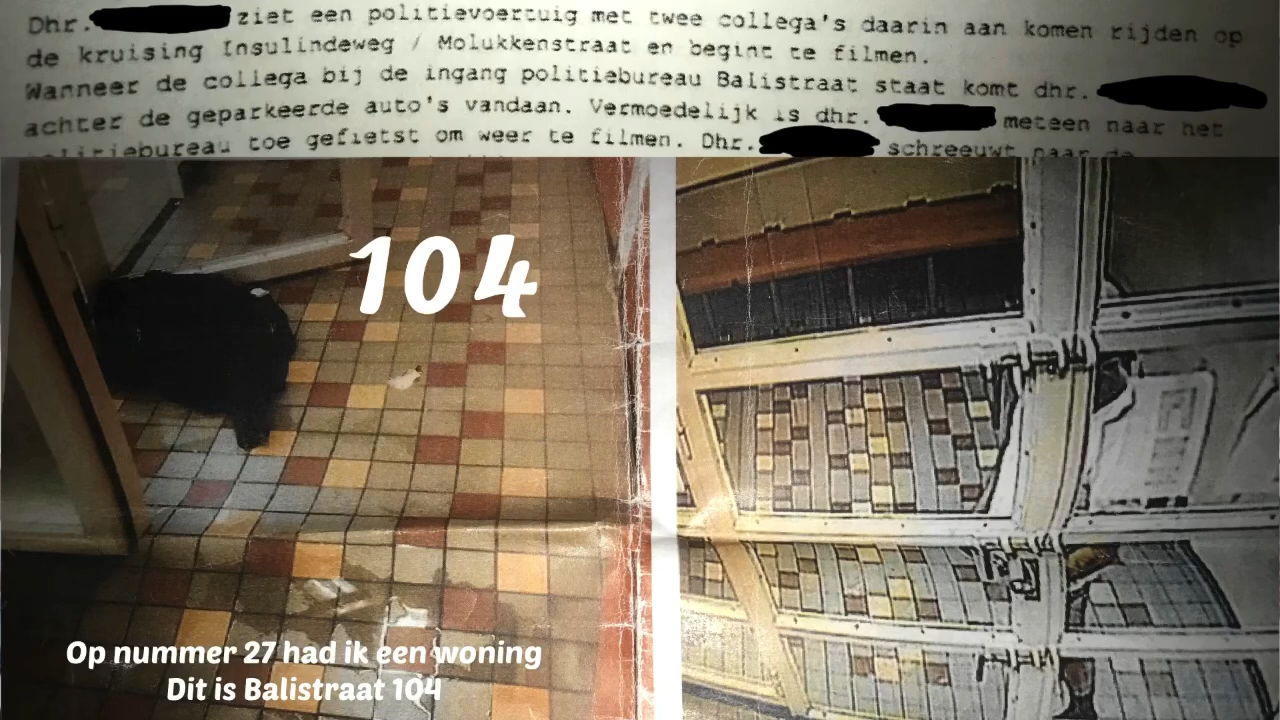 Dhr. ziet een politievoertuig met twee collega's daarin aan komen rijden op
de kruising Insulindeweg / Molukkenstraat en begint te filmen.
Wanneer de collega bij de ingang politiebureau Balistraat staat komt dhr.
achter de geparkeerde auto's vandaan. Vermoedelijk is dhr. meteen naar het
politiebureau toe gefietst om weer te filmen. Dhr. schreeuwt naar de
104
Op nummer 27 had ik een woning
Dit is Balistraat 104